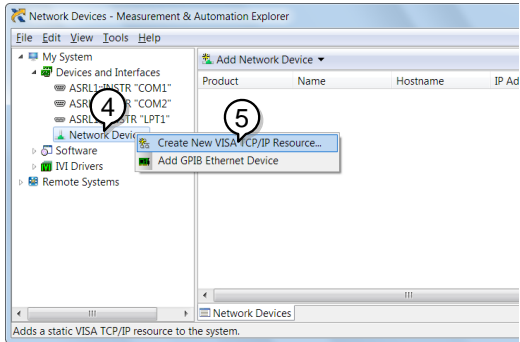 Network Devices - Measurement & Automation Explorer
File Edit View Tools Help
My System
Devices and Interfaces
ASRL1::INSTR "COM1"
"COM2"
"LPT1"
Network
Software
IVI Drivers
Remote Systems
Add Network Device
Product Name Hostname IP Ad
4
5
Create New VISA TCP/IP Resource...
Add GPIB Ethernet Device
Network Devices
Adds a static VISA TCP/IP resource to the system.